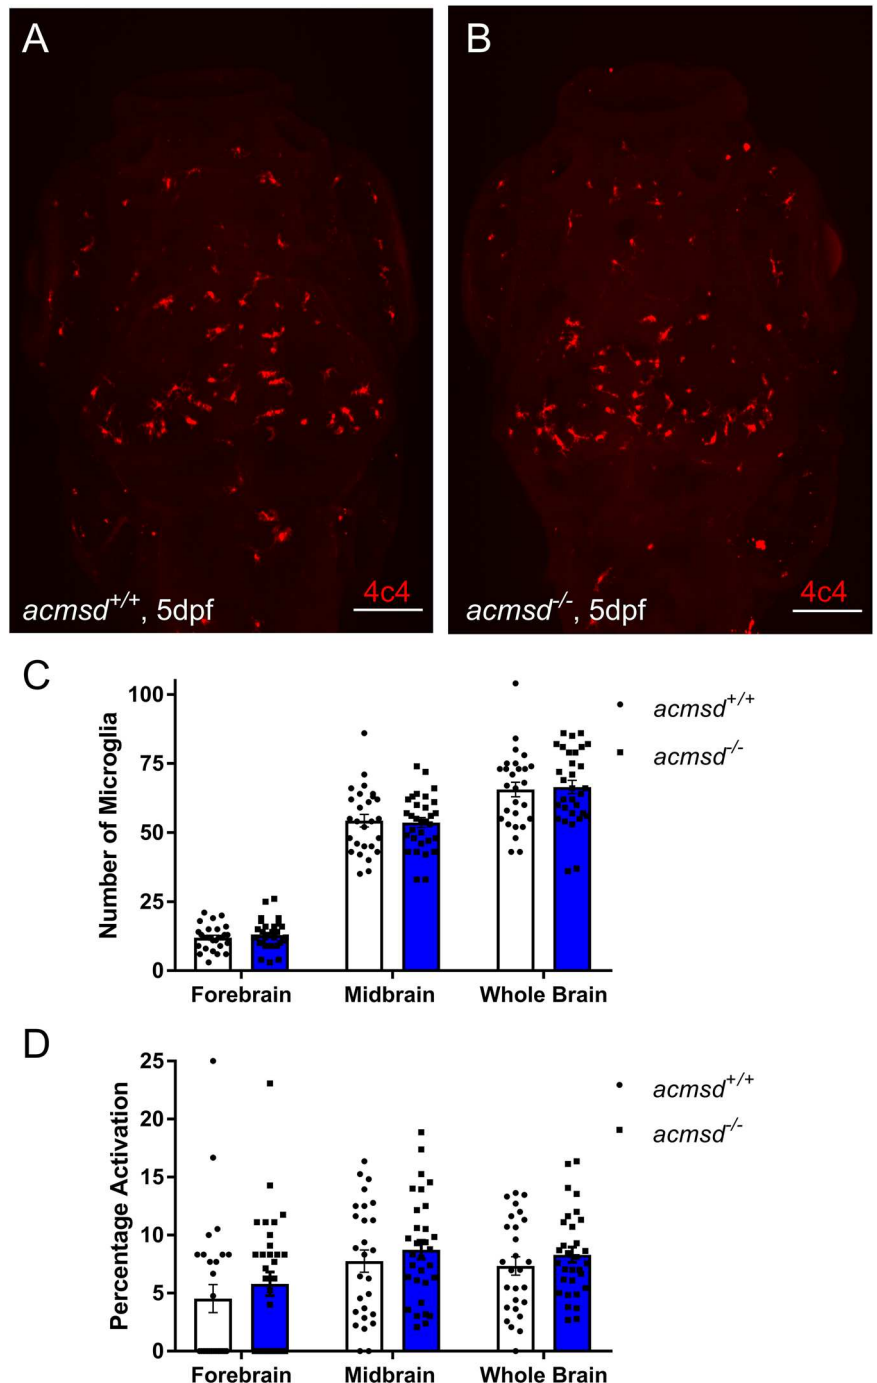 A
B
4c4
acmsd+/+, 5dpf
4c4
acmsd-/-, 5dpf
C
Number of Microglia
100
75
50
25
0
Forebrain
Midbrain
Whole Brain
acmsd+/+
acmsd-/-
D
Percentage Activation
25
20
15
10
5
0
Forebrain
Midbrain
Whole Brain
acmsd+/+
acmsd-/-